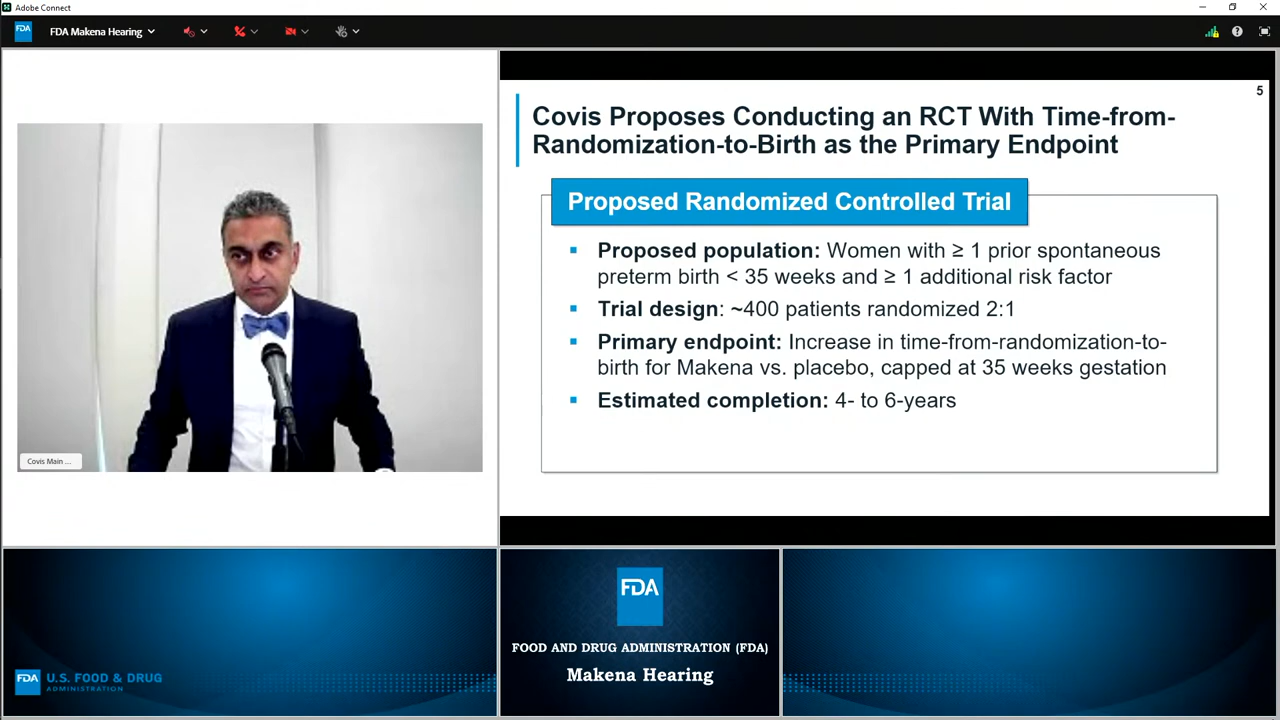 Adobe Connect
FDA
FDA Makena Hearing
5
Covis Proposes Conducting an RCT With Time-from-
Randomization-to-Birth as the Primary Endpoint
Proposed Randomized Controlled Trial
▪ Proposed population: Women with ≥ 1 prior spontaneous
preterm birth < 35 weeks and ≥ 1 additional risk factor
▪ Trial design: ~400 patients randomized 2:1
▪ Primary endpoint: Increase in time-from-randomization-to-
birth for Makena vs. placebo, capped at 35 weeks gestation
▪ Estimated completion: 4- to 6-years
Covis Main ...
FDA
U.S. FOOD & DRUG
ADMINISTRATION
FDA
FOOD AND DRUG ADMINISTRATION (FDA)
Makena Hearing